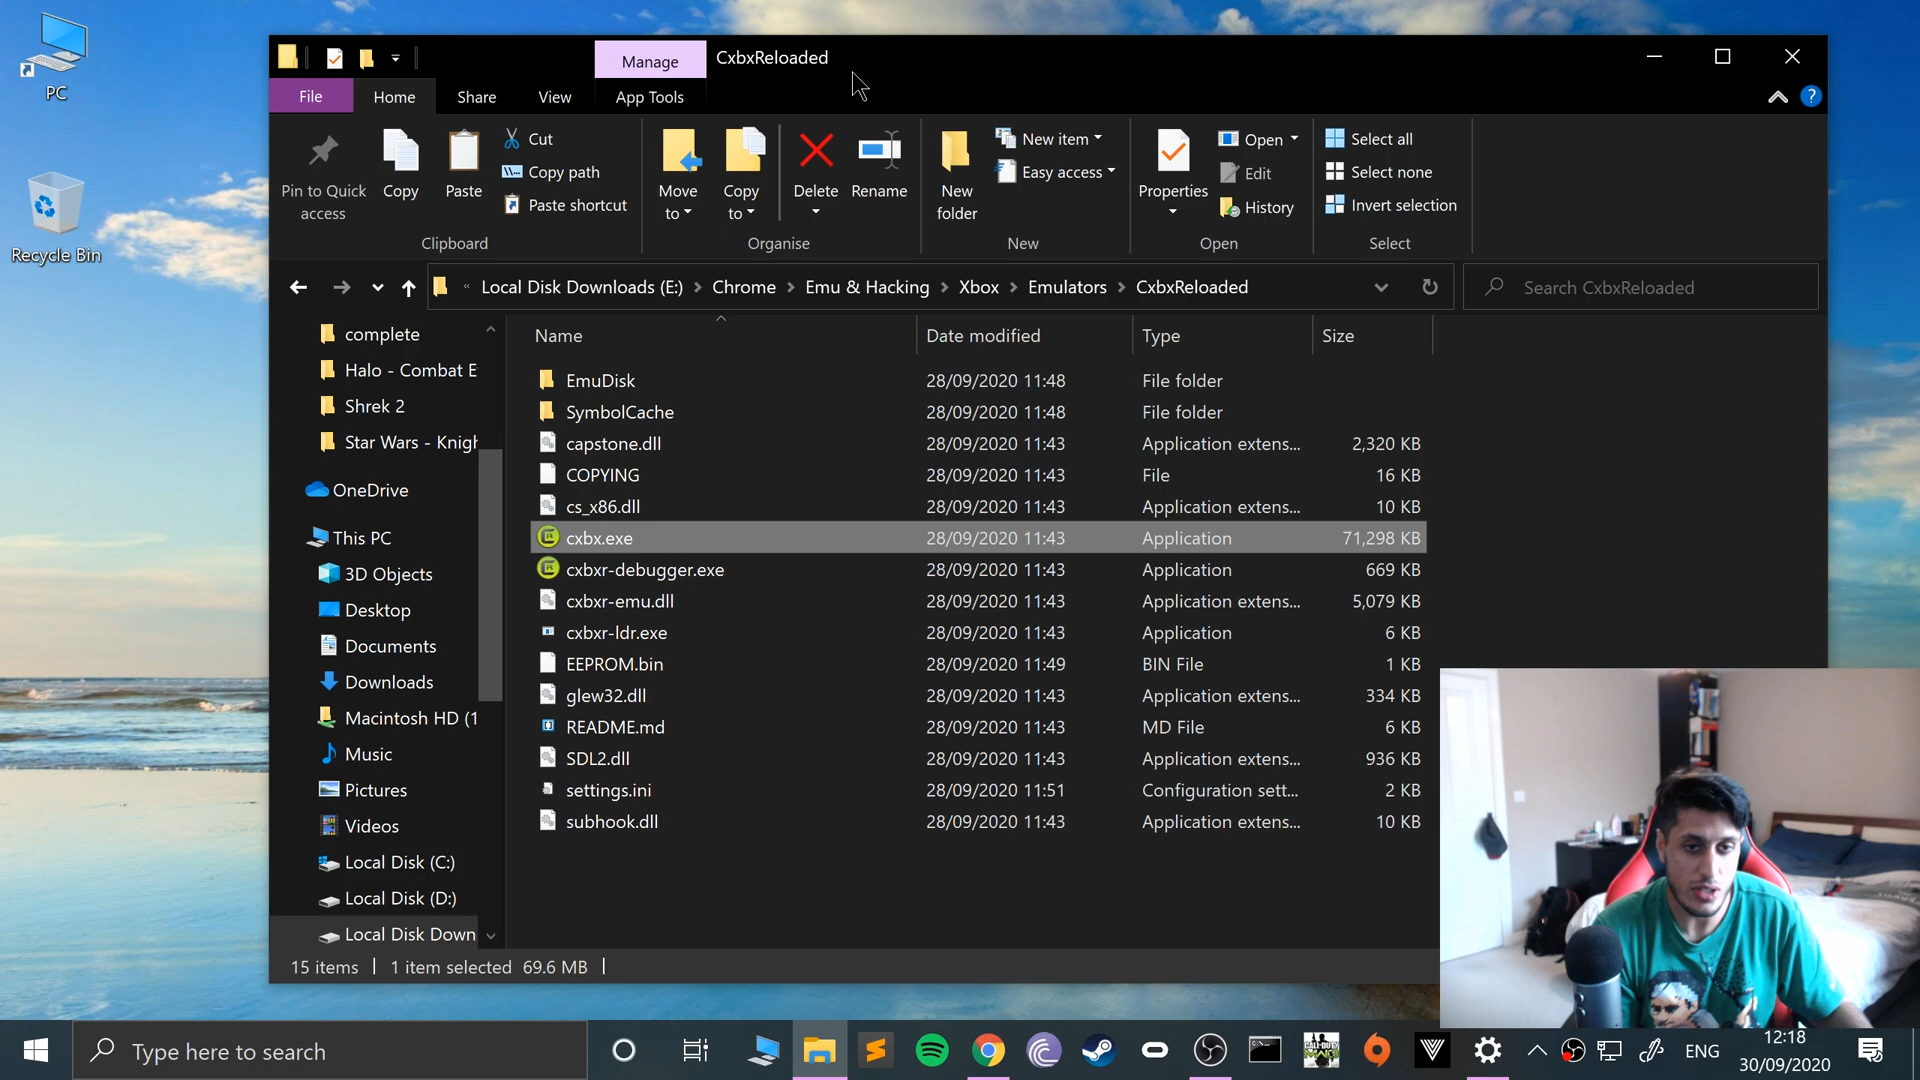 PC
Recycle Bin
Manage
CxbxReloaded
File
Home
Share
View
App Tools
Pin to Quick access
Copy
Paste
Cut
Copy path
Paste shortcut
Clipboard
Move to
Copy to
Delete
Rename
Organise
New folder
New item
Easy access
New
Properties
Open
Edit
History
Open
Select all
Select none
Invert selection
Select
« Local Disk Downloads (E:) > Chrome > Emu & Hacking > Xbox > Emulators > CxbxReloaded
Search CxbxReloaded
complete
Halo - Combat E
Shrek 2
Star Wars - Knigh
OneDrive
This PC
3D Objects
Desktop
Documents
Downloads
Macintosh HD (1
Music
Pictures
Videos
Local Disk (C:)
Local Disk (D:)
Local Disk Down
Name Date modified Type Size
EmuDisk 28/09/2020 11:48 File folder
SymbolCache 28/09/2020 11:48 File folder
capstone.dll 28/09/2020 11:43 Application extens... 2,320 KB
COPYING 28/09/2020 11:43 File 16 KB
cs_x86.dll 28/09/2020 11:43 Application extens... 10 KB
cxbx.exe 28/09/2020 11:43 Application 71,298 KB
cxbxr-debugger.exe 28/09/2020 11:43 Application 669 KB
cxbxr-emu.dll 28/09/2020 11:43 Application extens... 5,079 KB
cxbxr-ldr.exe 28/09/2020 11:43 Application 6 KB
EEPROM.bin 28/09/2020 11:49 BIN File 1 KB
glew32.dll 28/09/2020 11:43 Application extens... 334 KB
README.md 28/09/2020 11:43 MD File 6 KB
SDL2.dll 28/09/2020 11:43 Application extens... 936 KB
settings.ini 28/09/2020 11:51 Configuration sett... 2 KB
subhook.dll 28/09/2020 11:43 Application extens... 10 KB
15 items
1 item selected 69.6 MB
Type here to search
ENG
12:18
30/09/2020